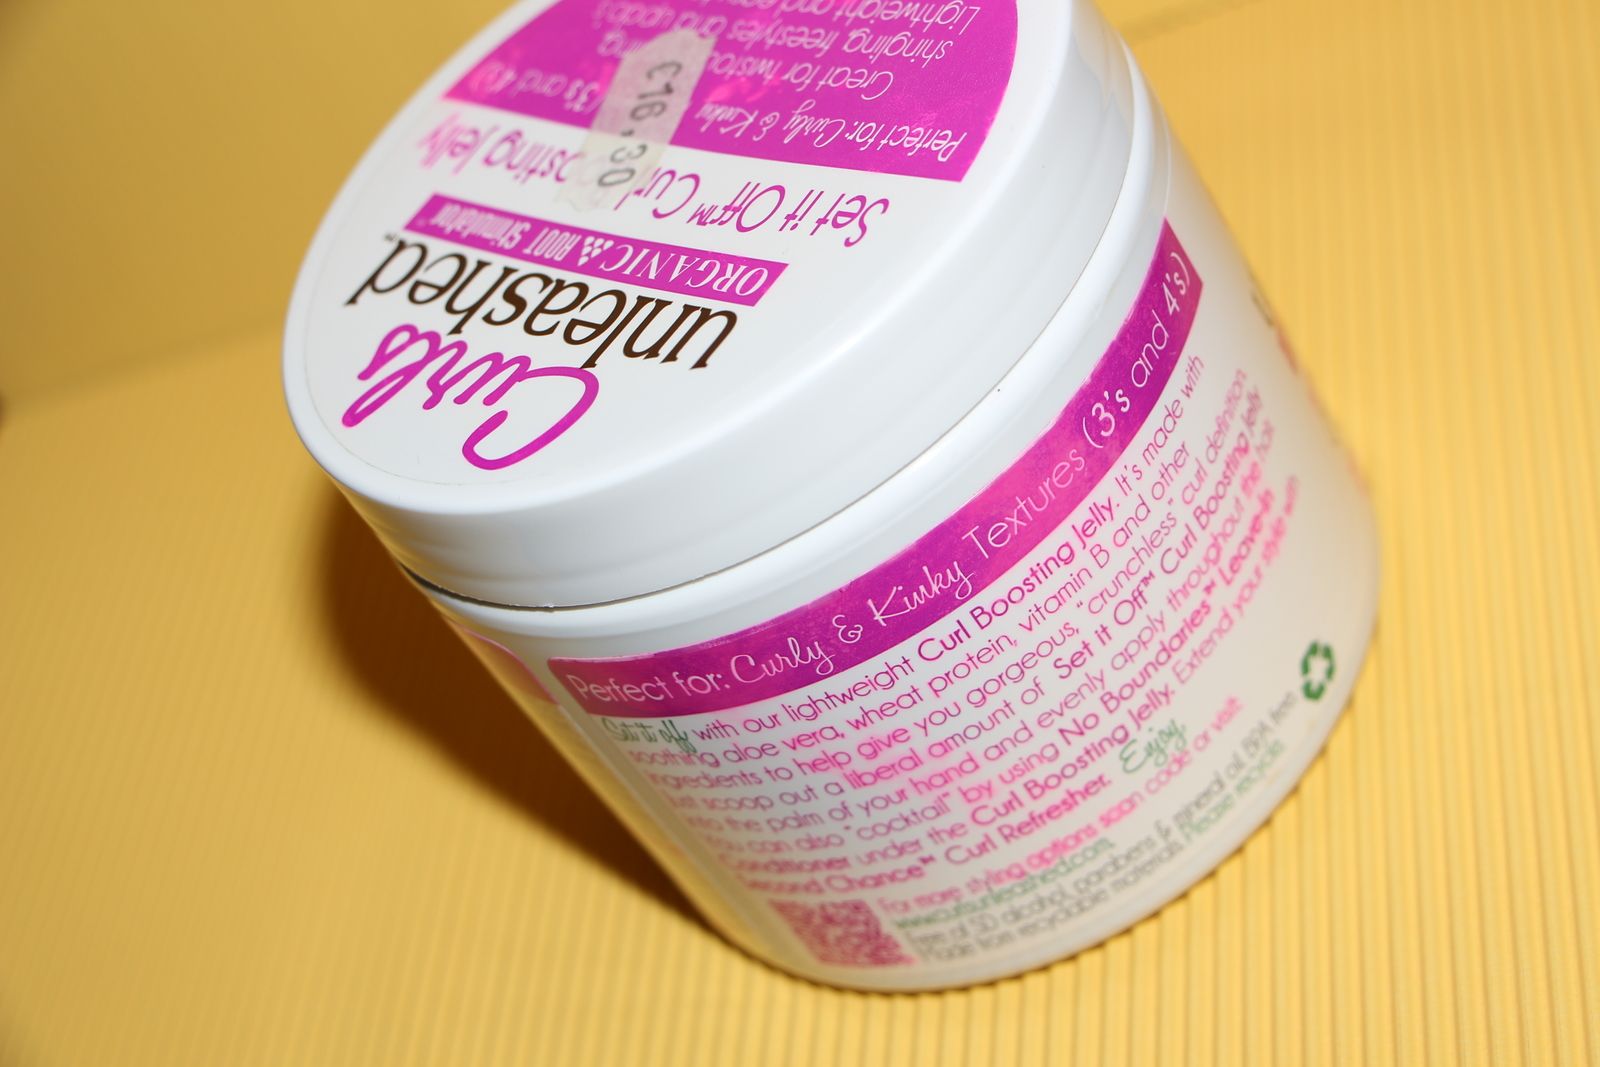 Curls
unleashed™
ORGANIC ROOT Stimulator
Set it Off™ Curl Boosting Jelly
Perfect for: Curly & Kinky (3's and 4's)
Great for: twistouts,
shingling, freestyles and updo's
Lightweight and
€16,30
Perfect for: Curly & Kinky Textures (3's and 4's)
Set it off with our lightweight Curl Boosting Jelly. It's made with
soothing aloe vera, wheat protein, vitamin B and other
ingredients to help give you gorgeous, "crunchless" curl definition.
Just scoop out a liberal amount of Set it Off™ Curl Boosting Jelly
into the palm of your hand and evenly apply throughout the hair.
You can also "cocktail" by using No Boundaries™ Leave-In
Conditioner under the Curl Boosting Jelly. Extend your style with
Second Chance™ Curl Refresher. Enjoy
For more styling options scan code or visit
www.curlsunleashed.com.
Free of SD alcohol, parabens & mineral oil. BPA free
Made from recyclable materials. Please recycle